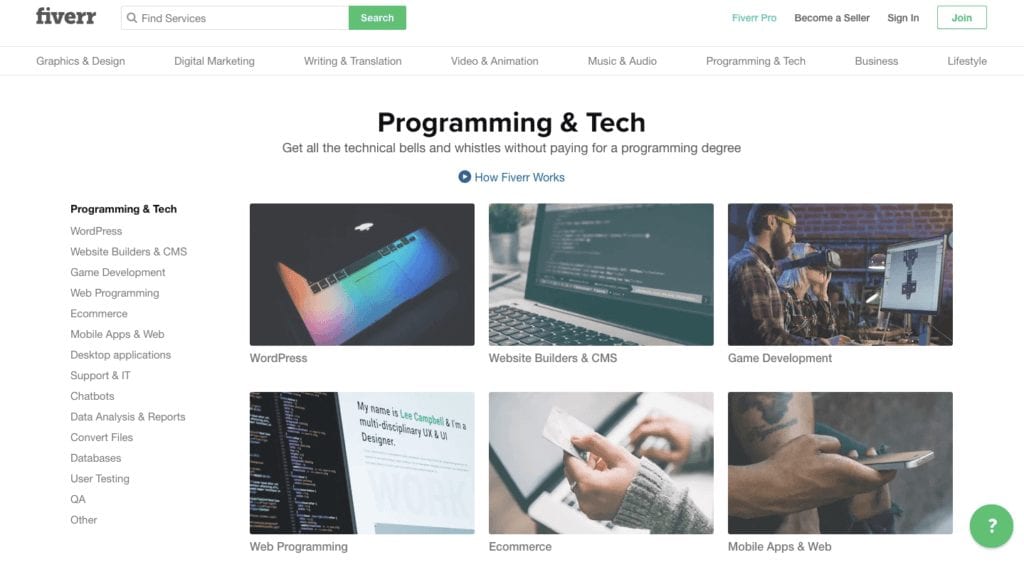 fiverr
Find Services
Search
Fiverr Pro
Become a Seller
Sign In
Join
Graphics & Design
Digital Marketing
Writing & Translation
Video & Animation
Music & Audio
Programming & Tech
Business
Lifestyle
Programming & Tech
Get all the technical bells and whistles without paying for a programming degree
How Fiverr Works
Programming & Tech
WordPress
Website Builders & CMS
Game Development
Web Programming
Ecommerce
Mobile Apps & Web
Desktop applications
Support & IT
Chatbots
Data Analysis & Reports
Convert Files
Databases
User Testing
QA
Other
WordPress
Website Builders & CMS
Game Development
My name is Lee Campbell & I'm a
multi-disciplinary UX & UI
Designer.
Web Programming
Ecommerce
Mobile Apps & Web
?